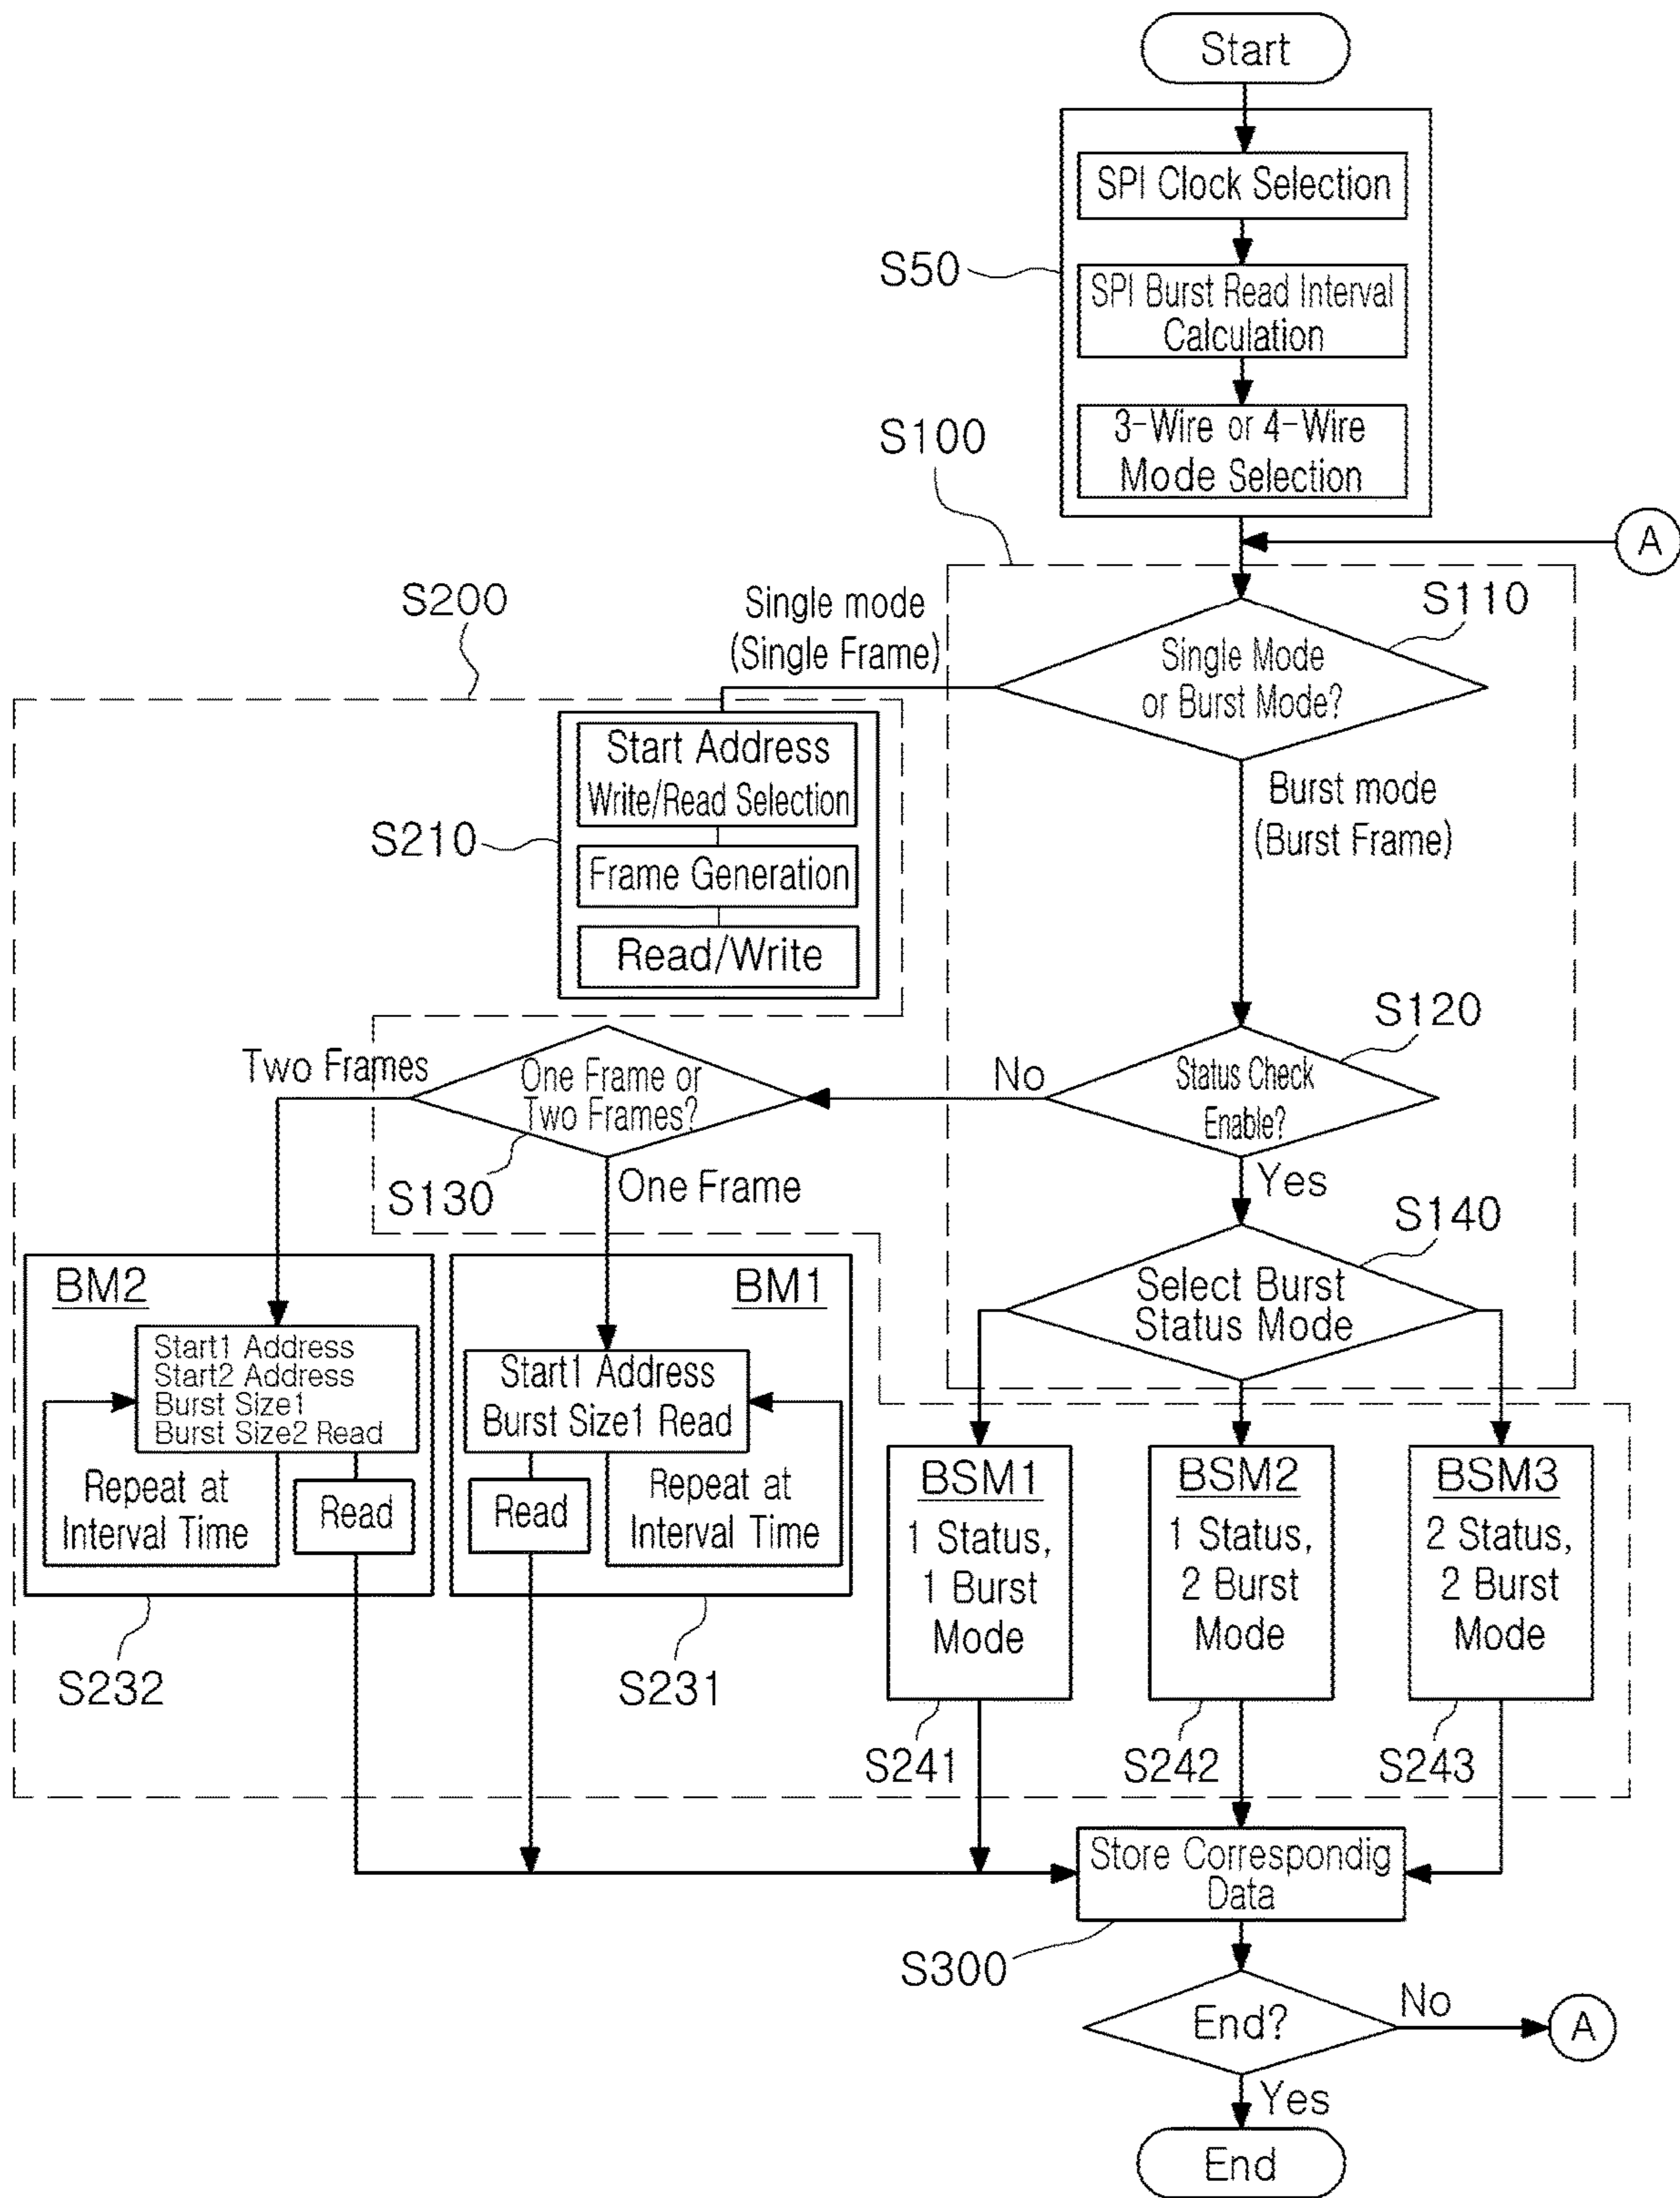 Start
SPI Clock Selection
S50
SPI Burst Read Interval
Calculation
S100
3-Wire or 4-Wire
Mode Selection
A
S200
Single mode
(Single Frame)
S110
Single Mode
or Burst Mode?
Start Address
Write/Read Selection
Burst mode
(Burst Frame)
S210
Frame Generation
Read/Write
S120
Two Frames
One Frame or
Two Frames?
No
Status Check
Enable?
S130
One Frame
Yes
S140
BM2
BM1
Select Burst
Status Mode
Start1 Address
Start2 Address
Burst Size1
Burst Size2 Read
Start1 Address
Burst Size1 Read
Repeat at
Interval Time
Read
Read
Repeat at
Interval Time
BSM1
1 Status,
1 Burst
Mode
BSM2
1 Status,
2 Burst
Mode
BSM3
2 Status,
2 Burst
Mode
S232
S231
S241
S242
S243
Store Correspondig
Data
S300
End?
No
A
Yes
End